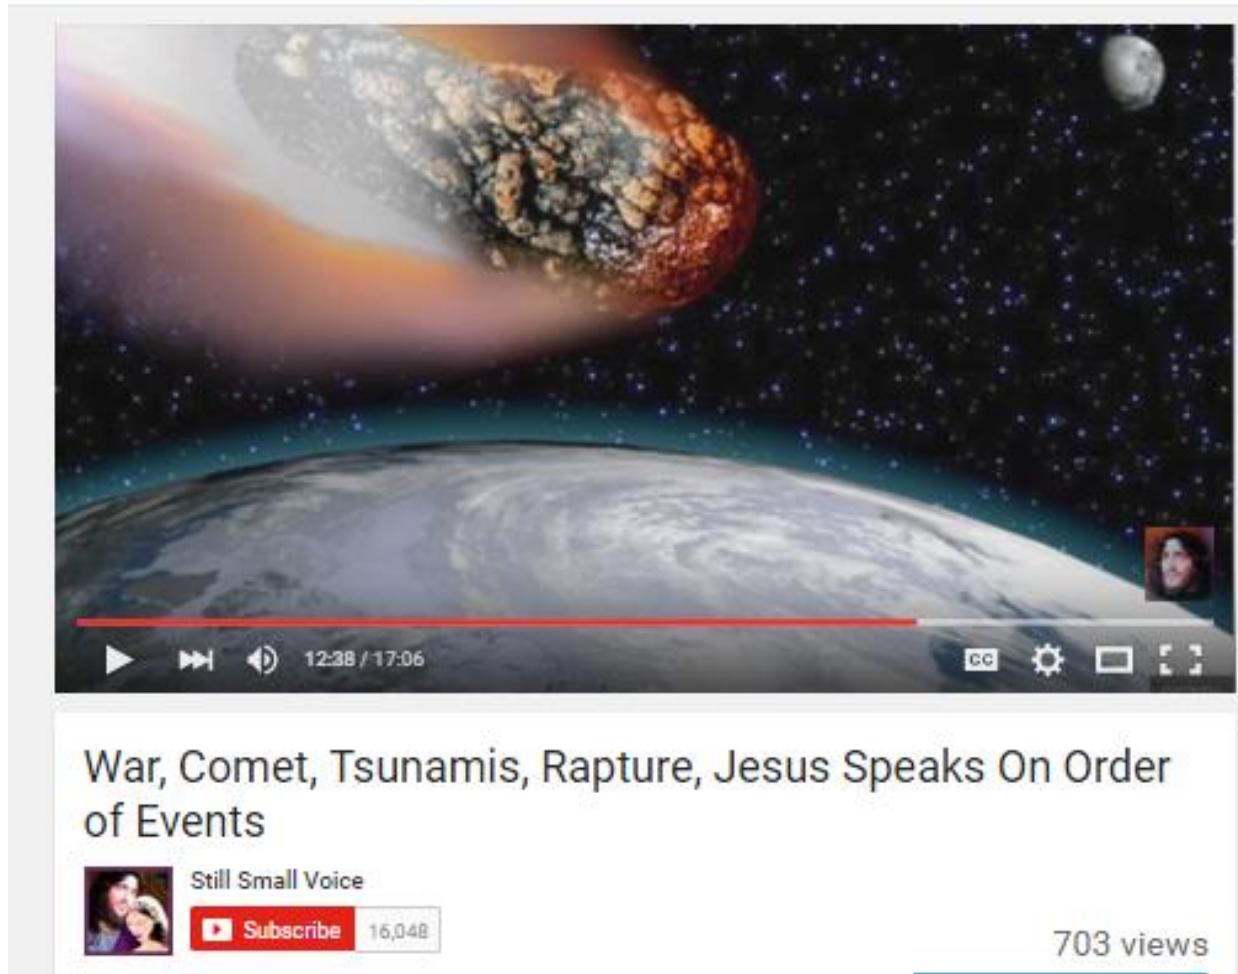 12:38 / 17:06
CC
War, Comet, Tsunamis, Rapture, Jesus Speaks On Order
of Events
Still Small Voice
Subscribe
16,048
703 views